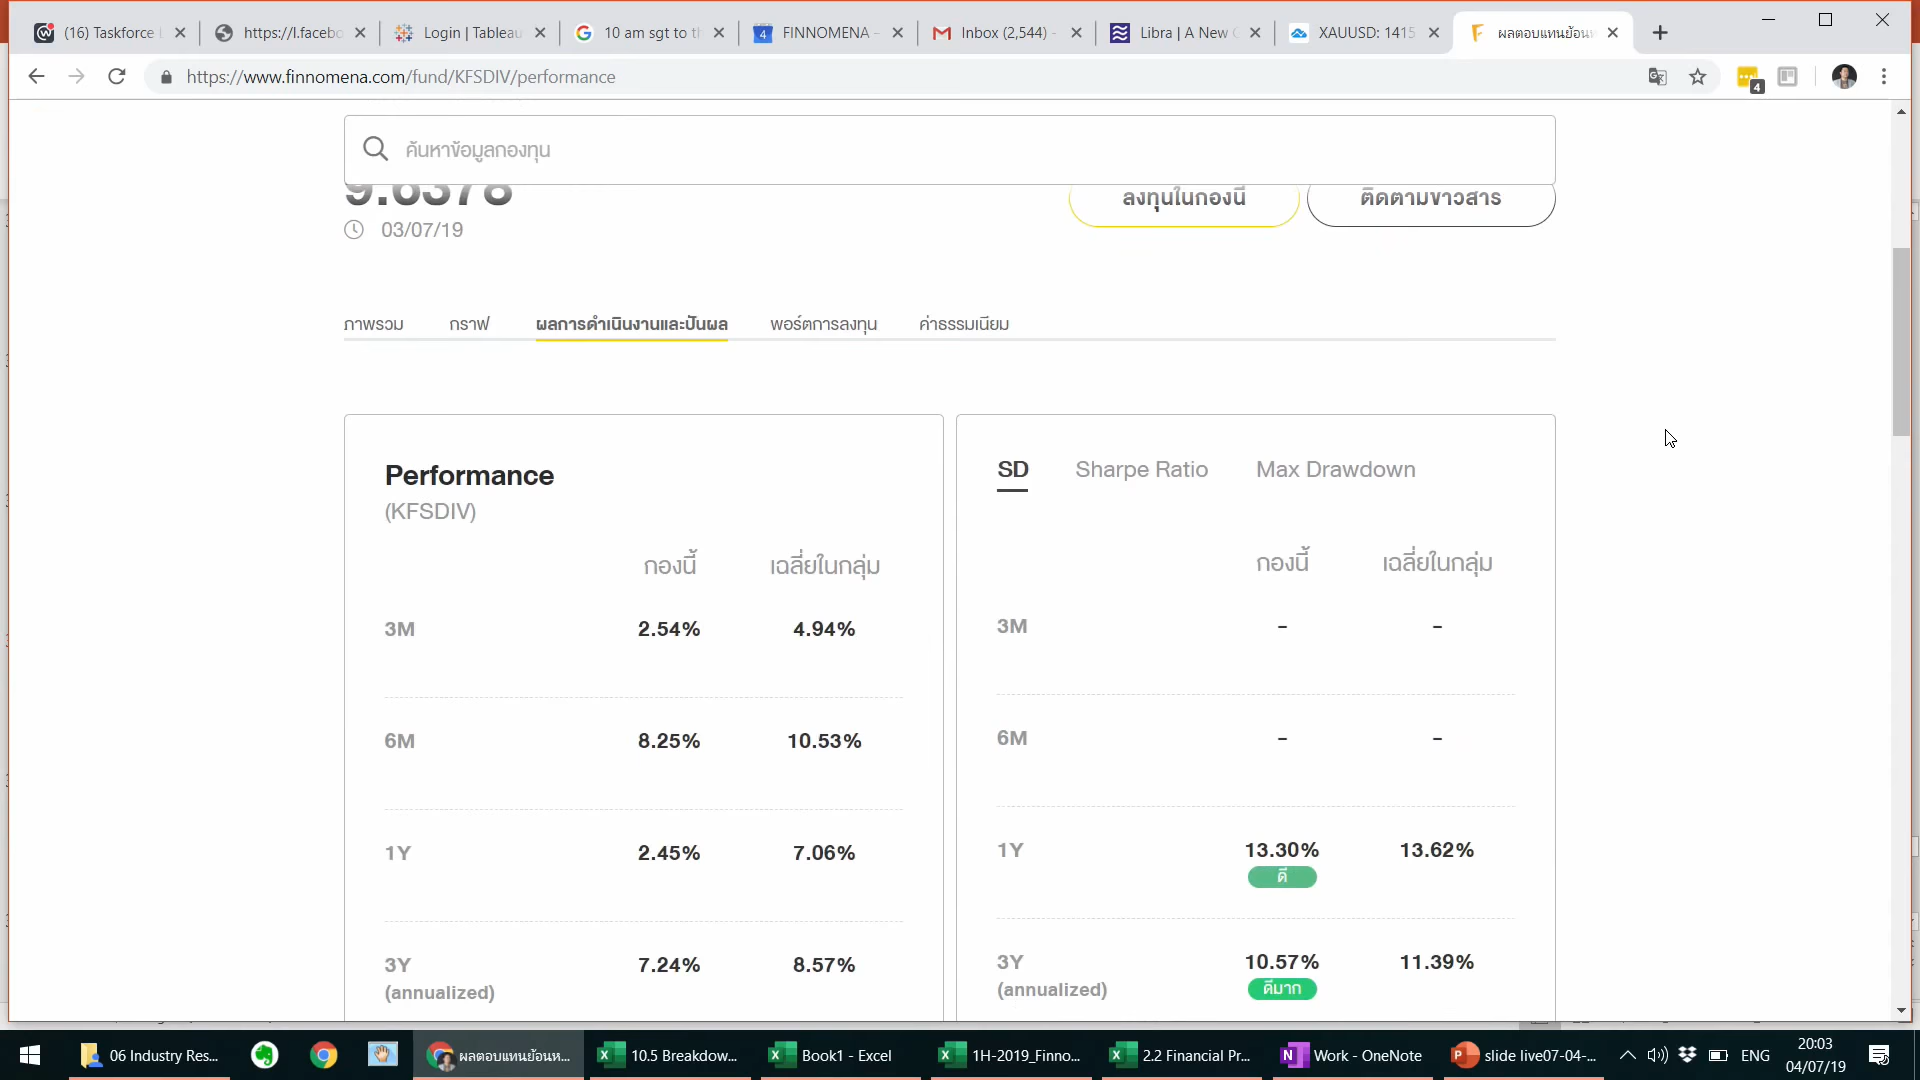 (16) Taskforce
https://l.facebo
Login | Tableau
10 am sgt to th
FINNOMENA -
Inbox (2,544) -
Libra | A New
XAUUSD: 1415
ผลตอบแทนย้อนห
https://www.finnomena.com/fund/KFSDIV/performance
4
ค้นหาข้อมูลกองทุน
9.6378
03/07/19
ลงทุนในกองนี้
ติดตามข่าวสาร
ภาพรวม
กราฟ
ผลการดำเนินงานและปันผล
พอร์ตการลงทุน
ค่าธรรมเนียม
Performance
(KFSDIV)
กองนี้ เฉลี่ยในกลุ่ม
3M 2.54% 4.94%
6M 8.25% 10.53%
1Y 2.45% 7.06%
3Y 7.24% 8.57%
(annualized)
SD Sharpe Ratio Max Drawdown
กองนี้ เฉลี่ยในกลุ่ม
3M - -
6M - -
1Y 13.30% 13.62%
ดี
3Y 10.57% 11.39%
(annualized) ดีมาก
06 Industry Res...
ผลตอบแทนย้อนห...
10.5 Breakdow...
Book1 - Excel
1H-2019_Finno...
2.2 Financial Pr...
Work - OneNote
slide live07-04-...
ENG
20:03
04/07/19